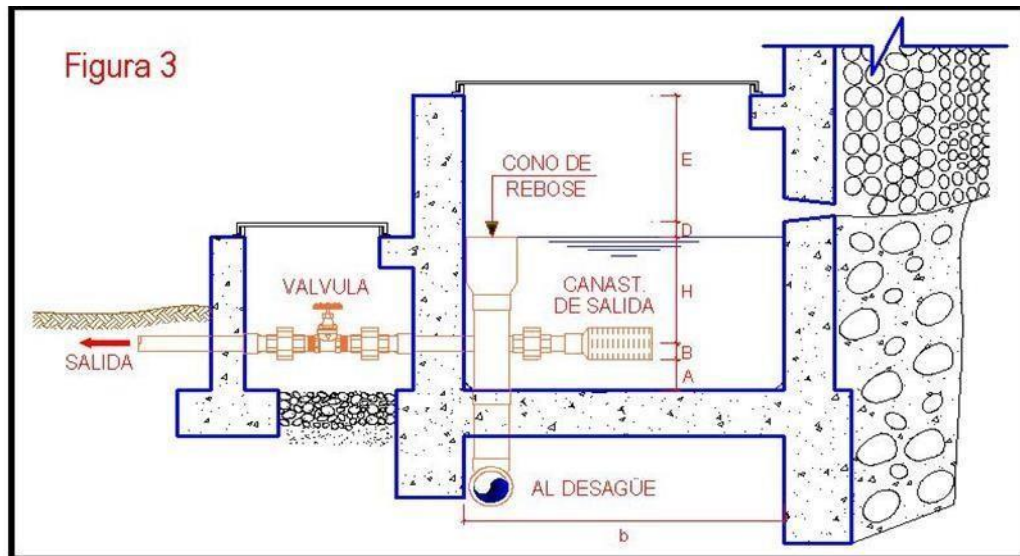 Figura 3
E
CONO DE
REBOSE
D
VALVULA
CANAST.
DE SALIDA
H
B
SALIDA
A
AL DESAGÜE
b